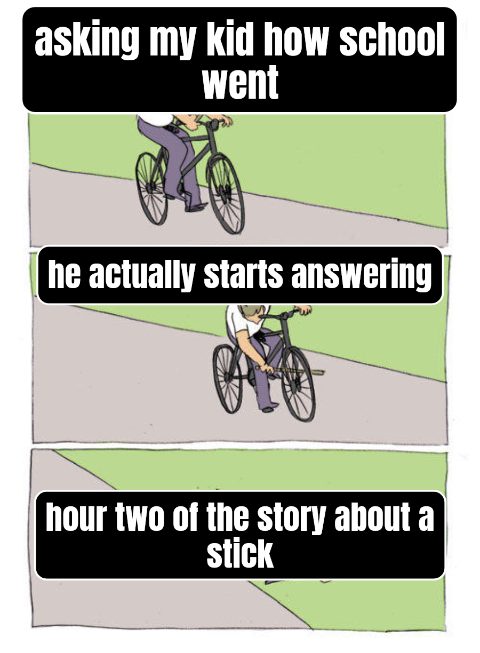 asking my kid how school
went
he actually starts answering
hour two of the story about a
stick